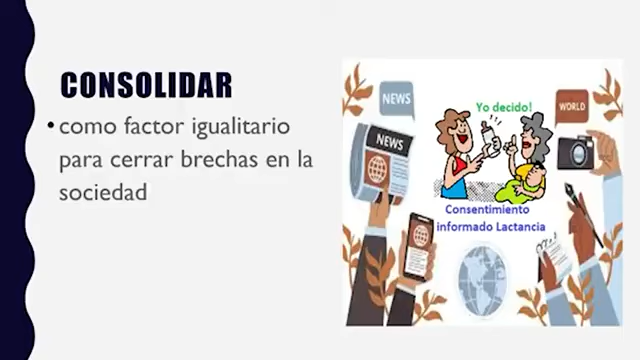 CONSOLIDAR
• como factor igualitario
para cerrar brechas en la
sociedad
NEWS
Yo decido!
WORLD
NEWS
Consentimiento
informado Lactancia